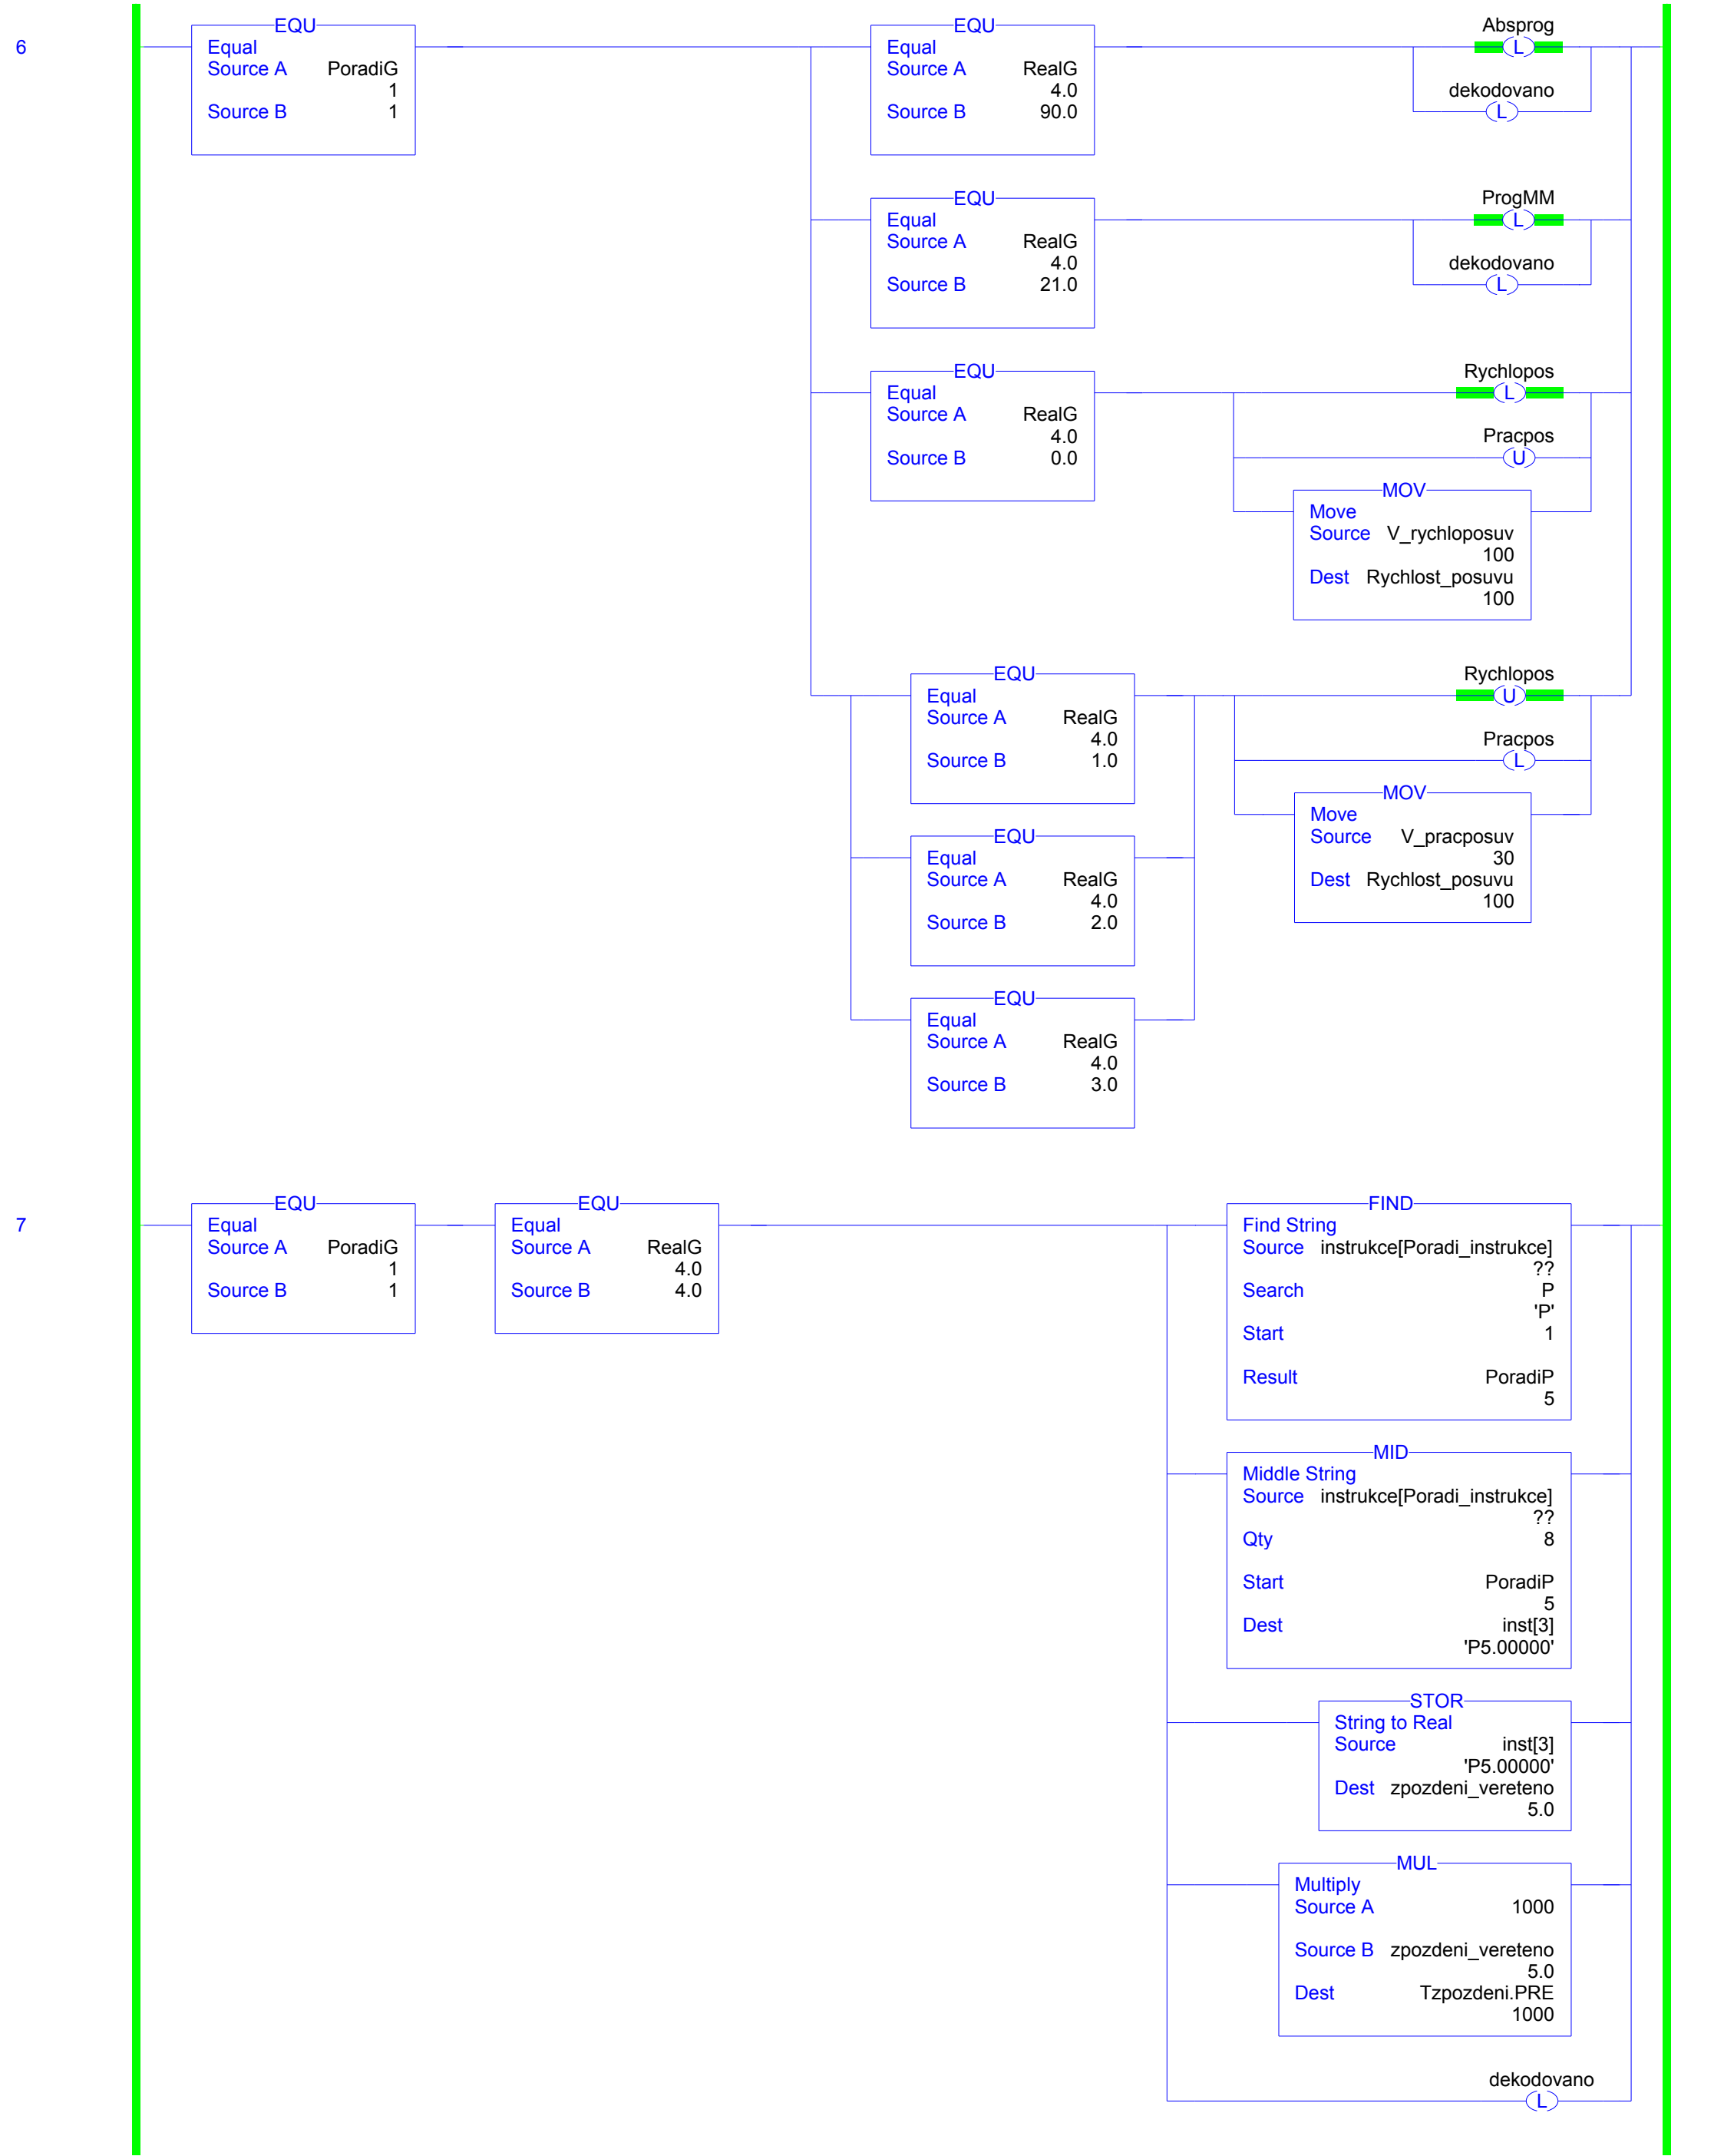 6
EQU
Equal
Source A PoradiG
1
Source B 1
EQU
Equal
Source A RealG
4.0
Source B 90.0
Absprog
L
dekodovano
L
EQU
Equal
Source A RealG
4.0
Source B 21.0
ProgMM
L
dekodovano
L
EQU
Equal
Source A RealG
4.0
Source B 0.0
Rychlopos
L
Pracpos
U
MOV
Move
Source V_rychloposuv
100
Dest Rychlost_posuvu
100
EQU
Equal
Source A RealG
4.0
Source B 1.0
EQU
Equal
Source A RealG
4.0
Source B 2.0
EQU
Equal
Source A RealG
4.0
Source B 3.0
Rychlopos
U
Pracpos
L
MOV
Move
Source V_pracposuv
30
Dest Rychlost_posuvu
100
7
EQU
Equal
Source A PoradiG
1
Source B 1
EQU
Equal
Source A RealG
4.0
Source B 4.0
FIND
Find String
Source instrukce[Poradi_instrukce]
??
Search P
'P'
Start 1
Result PoradiP
5
MID
Middle String
Source instrukce[Poradi_instrukce]
??
Qty 8
Start PoradiP
5
Dest inst[3]
'P5.00000'
STOR
String to Real
Source inst[3]
'P5.00000'
Dest zpozdeni_vereteno
5.0
MUL
Multiply
Source A 1000
Source B zpozdeni_vereteno
5.0
Dest Tzpozdeni.PRE
1000
dekodovano
L